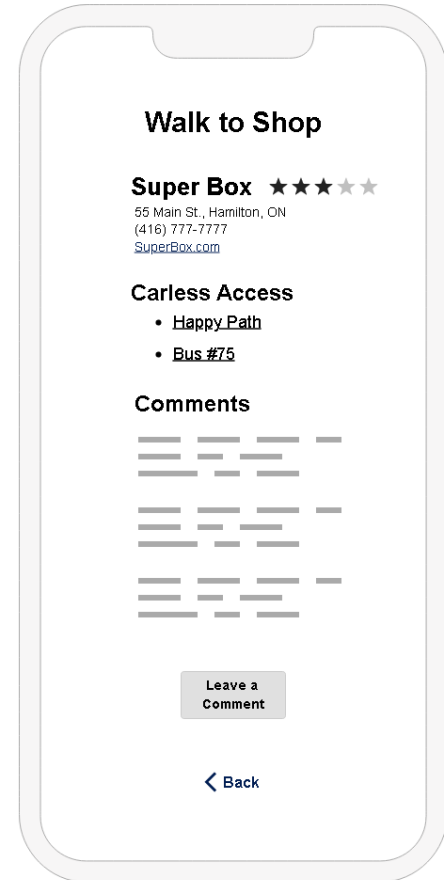 Walk to Shop
Super Box
55 Main St., Hamilton, ON
(416) 777-7777
SuperBox.com
Carless Access
Happy Path
Bus #75
Comments
Leave a
Comment
Back